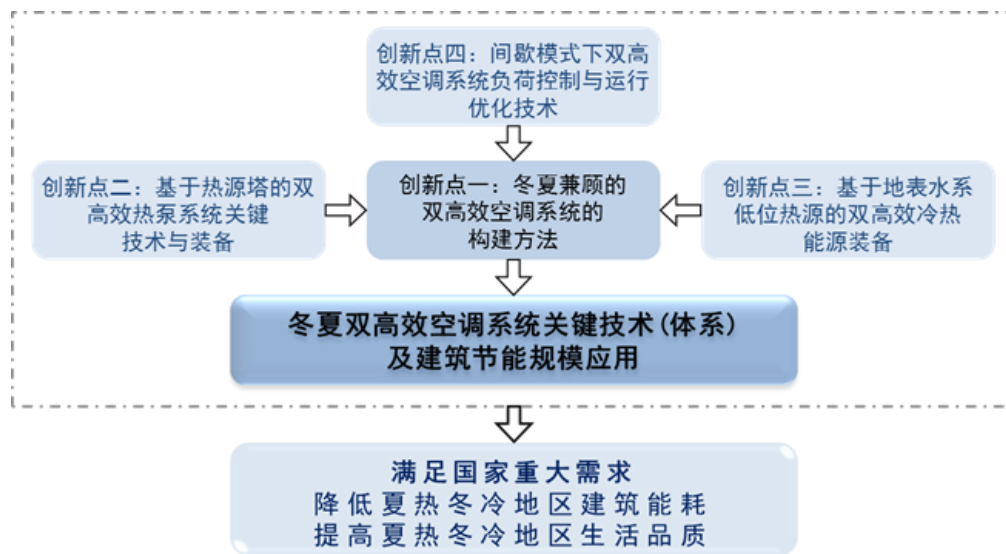 创新点四：间歇模式下双高
效空调系统负荷控制与运行
优化技术
创新点二：基于热源塔的双
高效热泵系统关键
技术与装备
创新点一：冬夏兼顾的
双高效空调系统的
构建方法
创新点三：基于地表水系
低位热源的双高效冷热
能源装备
冬夏双高效空调系统关键技术(体系)
及建筑节能规模应用
满足国家重大需求
降低夏热冬冷地区建筑能耗
提高夏热冬冷地区生活品质